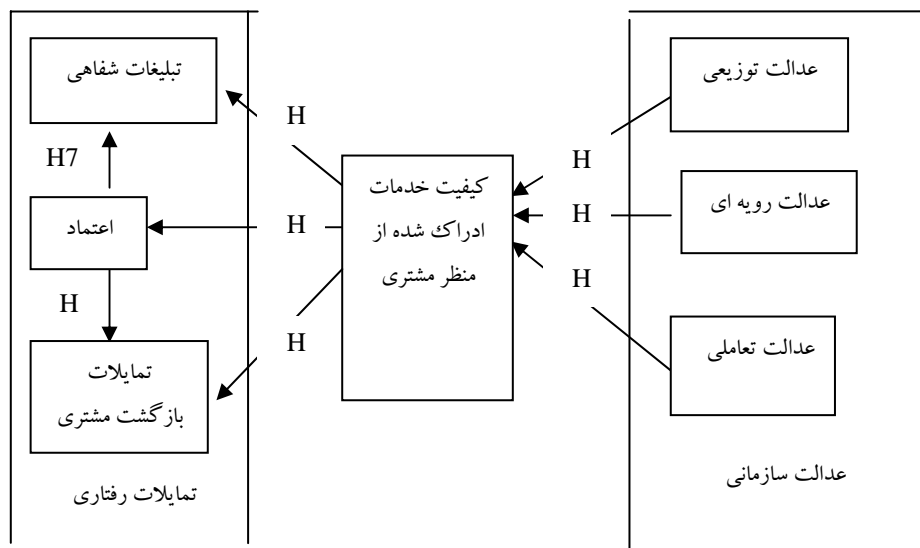 عدالت توزیعی
عدالت رویه ای
عدالت تعاملی
عدالت سازمانی
H
H
H
کیفیت خدمات
ادراک شده از
منظر مشتری
H
H
H
تبلیغات شفاهی
H7
اعتماد
H
تمایلات
بازگشت مشتری
تمایلات رفتاری